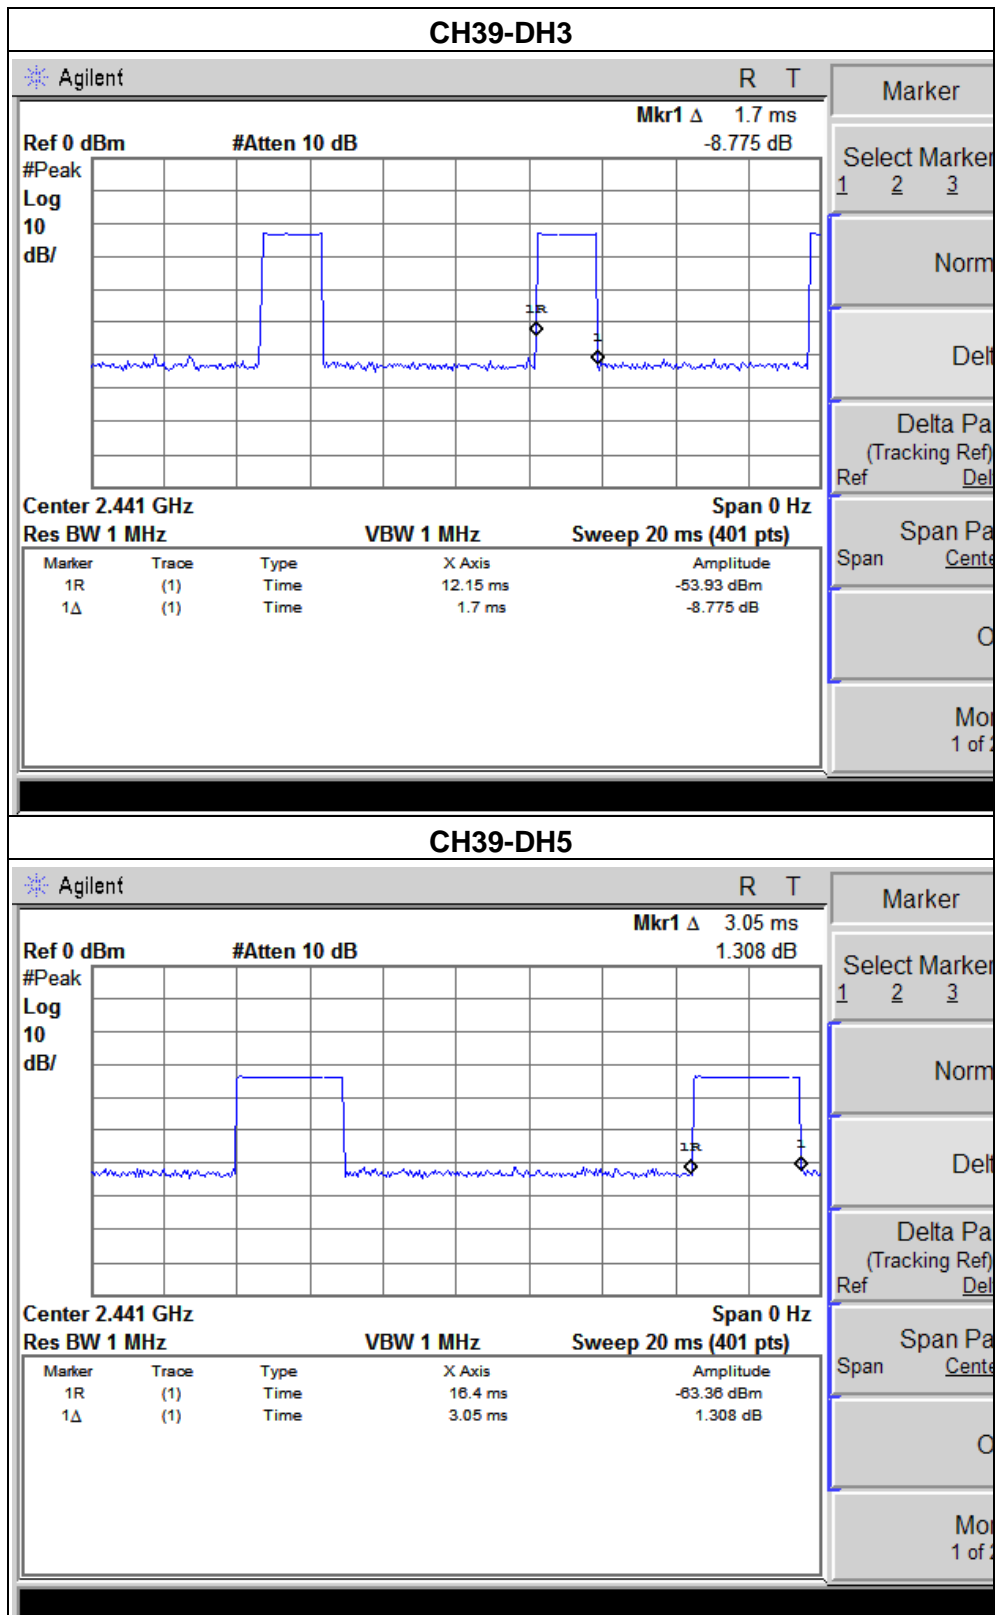 CH39-DH3
Agilent R T
Marker
Mkr1 Δ 1.7 ms
Ref 0 dBm #Atten 10 dB -8.775 dB
#Peak
Log
10
dB/
Select Marker
1 2 3
Norm
1R
1
Delt
Delta Pa
(Tracking Ref)
Ref Del
Center 2.441 GHz Span 0 Hz
Res BW 1 MHz VBW 1 MHz Sweep 20 ms (401 pts)
Span Pa
Span Cente
Marker Trace Type X Axis Amplitude
1R (1) Time 12.15 ms -53.93 dBm
1Δ (1) Time 1.7 ms -8.775 dB
O
Mor
1 of 2
CH39-DH5
Agilent R T
Marker
Mkr1 Δ 3.05 ms
Ref 0 dBm #Atten 10 dB 1.308 dB
#Peak
Log
10
dB/
Select Marker
1 2 3
Norm
1R 1
Delt
Delta Pa
(Tracking Ref)
Ref Del
Center 2.441 GHz Span 0 Hz
Res BW 1 MHz VBW 1 MHz Sweep 20 ms (401 pts)
Span Pa
Span Cente
Marker Trace Type X Axis Amplitude
1R (1) Time 16.4 ms -63.36 dBm
1Δ (1) Time 3.05 ms 1.308 dB
O
Mor
1 of 2